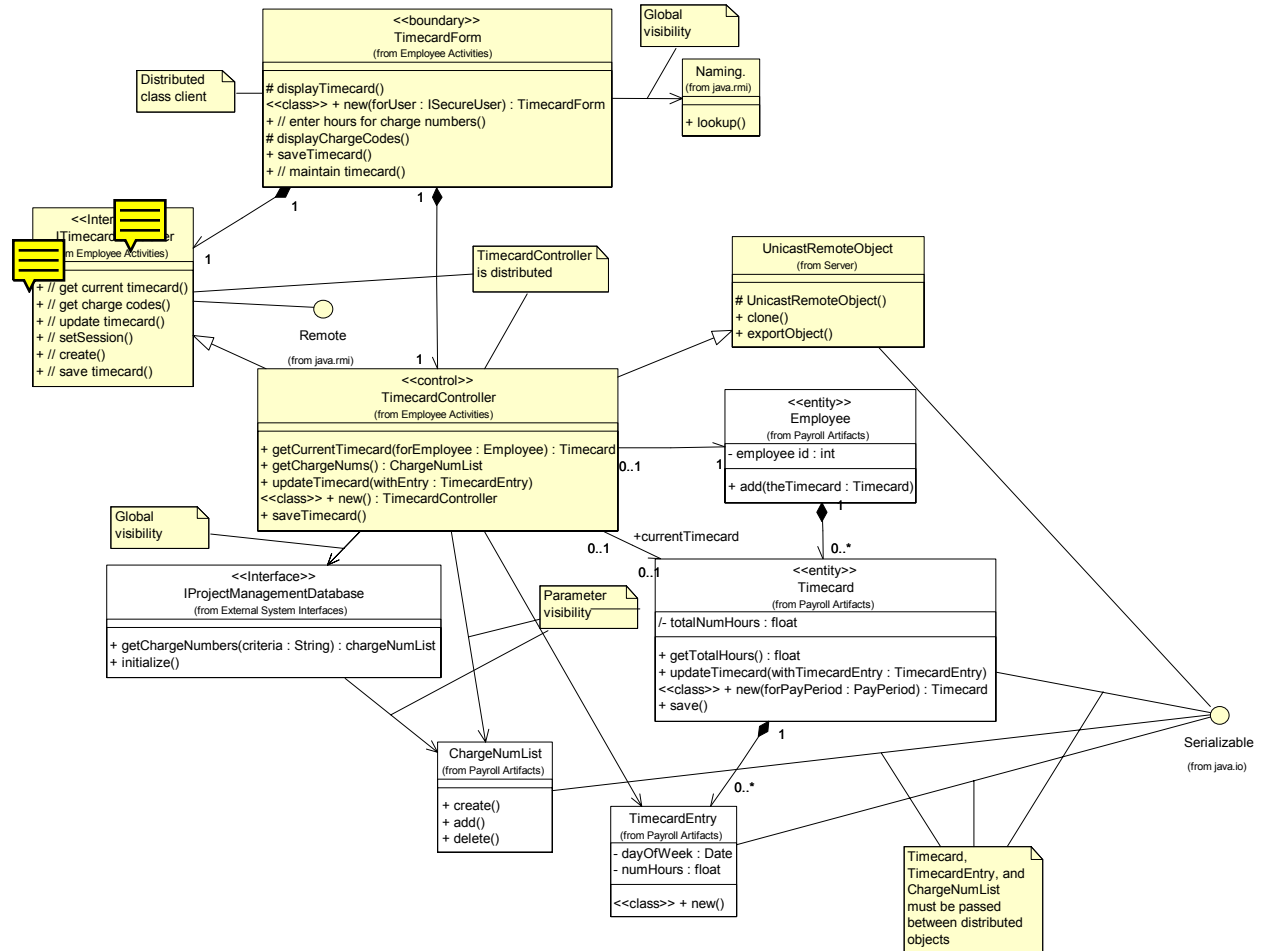 <<boundary>>
TimecardForm
(from Employee Activities)
# displayTimecard()
<<class>> + new(forUser : ISecureUser) : TimecardForm
+ // enter hours for charge numbers()
# displayChargeCodes()
+ saveTimecard()
+ // maintain timecard()
Global
visibility
Naming.
(from java.rmi)
+ lookup()
Distributed
class client
1
1
1
1
<<Inter
er
Employee Activities)
+ // get current timecard()
+ // get charge codes()
+ // update timecard()
+ // setSession()
+ // create()
+ // save timecard()
TimecardController
is distributed
Remote
(from java.rmi)
UnicastRemoteObject
(from Server)
# UnicastRemoteObject()
+ clone()
+ exportObject()
<<control>>
TimecardController
(from Employee Activities)
+ getCurrentTimecard(forEmployee : Employee) : Timecard
+ getChargeNums() : ChargeNumList
+ updateTimecard(withEntry : TimecardEntry)
<<class>> + new() : TimecardController
+ saveTimecard()
0..1
1
<<entity>>
Employee
(from Payroll Artifacts)
- employee id : int
+ add(theTimecard : Timecard)
1
0..*
Global
visibility
+currentTimecard
0..1
0..1
<<Interface>>
IProjectManagementDatabase
(from External System Interfaces)
+ getChargeNumbers(criteria : String) : chargeNumList
+ initialize()
Parameter
visibility
<<entity>>
Timecard
(from Payroll Artifacts)
/- totalNumHours : float
+ getTotalHours() : float
+ updateTimecard(withTimecardEntry : TimecardEntry)
<<class>> + new(forPayPeriod : PayPeriod) : Timecard
+ save()
1
0..*
Serializable
(from java.io)
ChargeNumList
(from Payroll Artifacts)
+ create()
+ add()
+ delete()
TimecardEntry
(from Payroll Artifacts)
- dayOfWeek : Date
- numHours : float
<<class>> + new()
Timecard,
TimecardEntry, and
ChargeNumList
must be passed
between distributed
objects